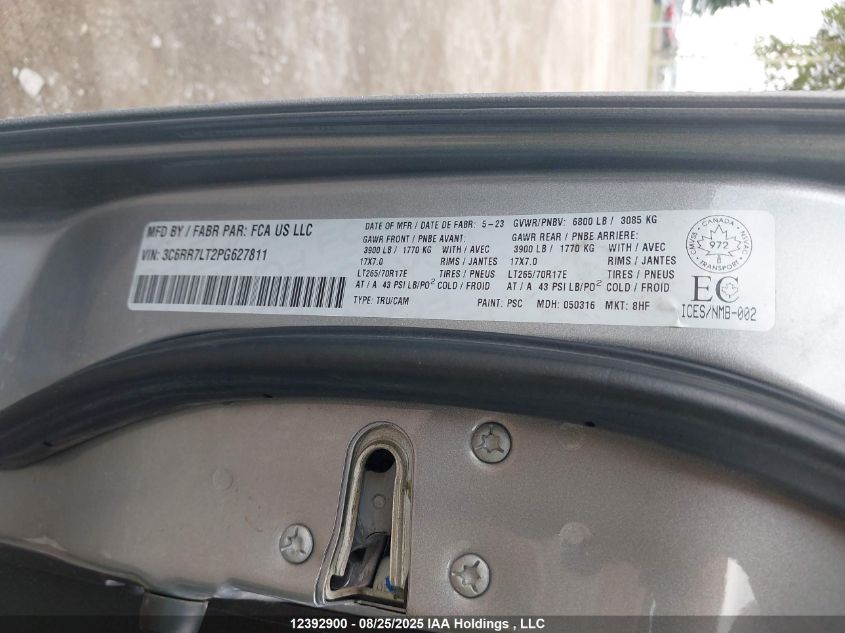 MFD BY / FABR PAR: FCA US LLC
VIN: 3C6RR7LT2PG627811
DATE OF MFR / DATE DE FABR: 5-23 GVWR/PNBV: 6800 LB / 3085 KG
GAWR FRONT / PNBE AVANT: GAWR REAR / PNBE ARRIERE:
3900 LB / 1770 KG WITH / AVEC 3900 LB / 1770 KG WITH / AVEC
17X7.0 RIMS / JANTES 17X7.0 RIMS / JANTES
LT265/70R17E TIRES / PNEUS LT265/70R17E TIRES / PNEUS
AT / A 43 PSI LB/PO² COLD / FROID AT / A 43 PSI LB/PO² COLD / FROID
TYPE: TRU/CAM PAINT: PSC MDH: 050316 MKT: 8HF
CANADA
CMVSS 972 NSVAC
TRANSPORT
EC
ICES/NMB-002
12392900 - 08/25/2025 IAA Holdings , LLC